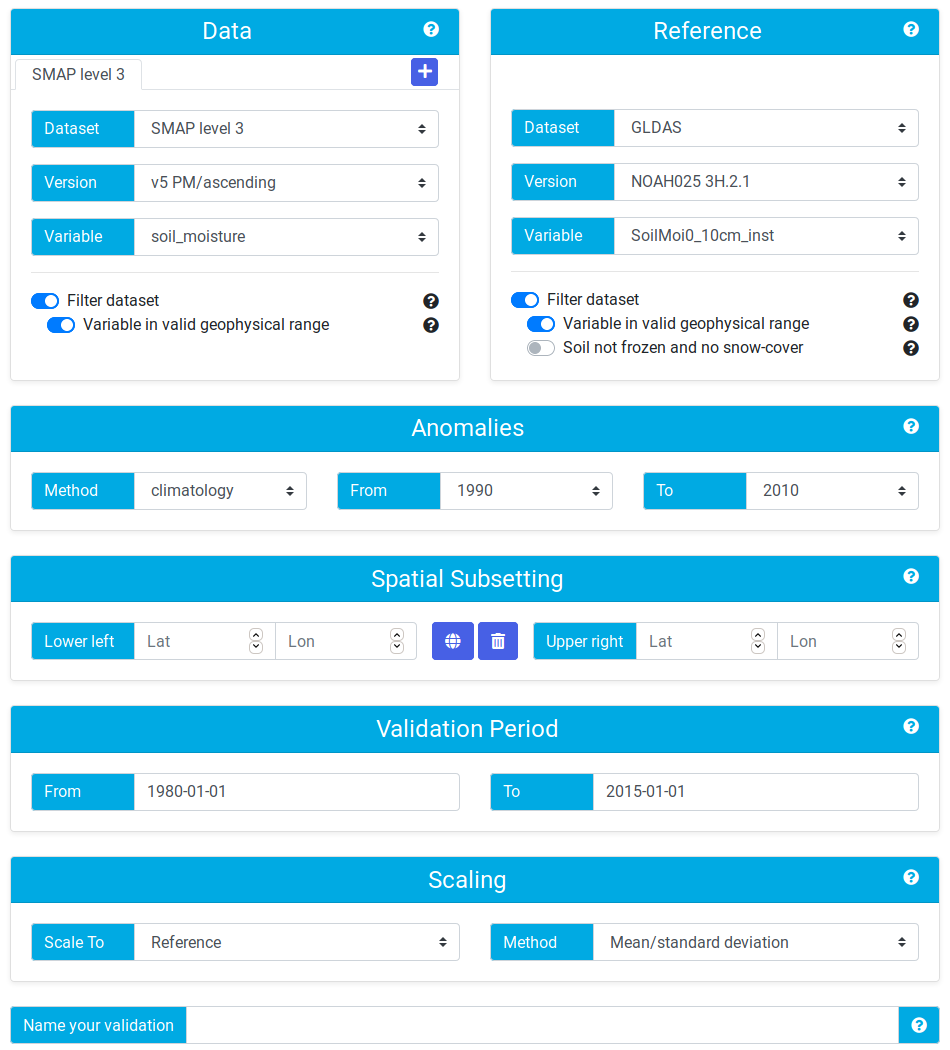 Data
SMAP level 3
Dataset SMAP level 3
Version v5 PM/ascending
Variable soil_moisture
Filter dataset
Variable in valid geophysical range
Reference
Dataset GLDAS
Version NOAH025 3H.2.1
Variable SoilMoi0_10cm_inst
Filter dataset
Variable in valid geophysical range
Soil not frozen and no snow-cover
Anomalies
Method climatology From 1990 To 2010
Spatial Subsetting
Lower left Lat Lon Upper right Lat Lon
Validation Period
From 1980-01-01 To 2015-01-01
Scaling
Scale To Reference Method Mean/standard deviation
Name your validation